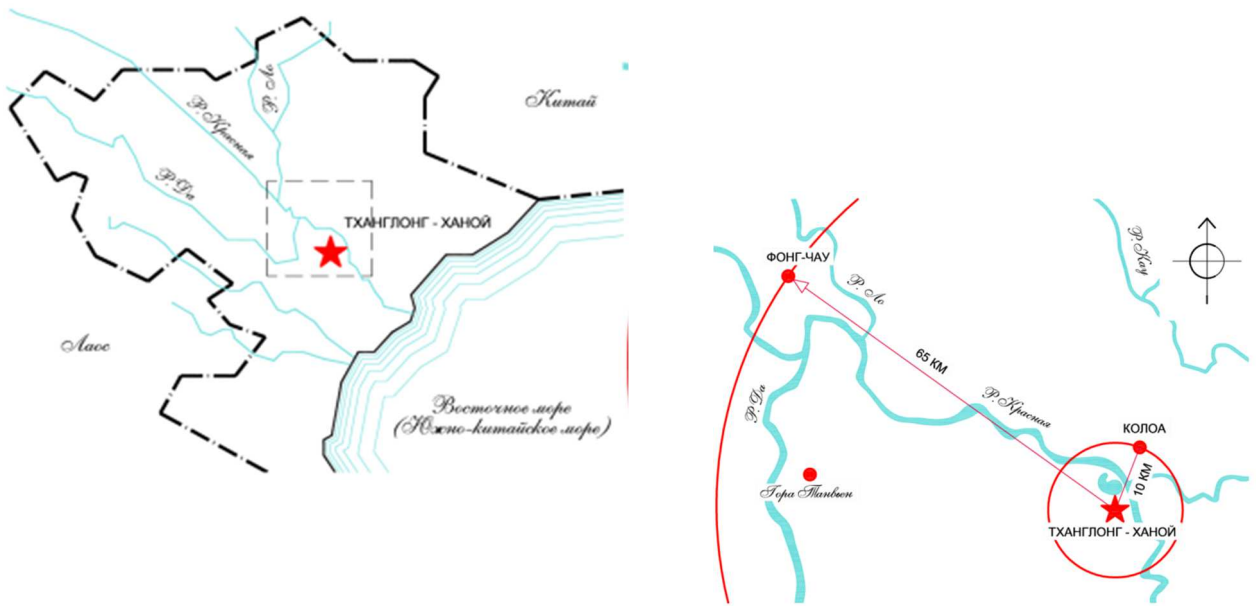 Китай
Р. Ло
Р. Красная
Р. Да
ТХАНГЛОНГ - ХАНОЙ
Лаос
Восточное море
(Южно-китайское море)
ФОНГ-ЧАУ
Р. Ло
Р. Кау
65 КМ
Р. Да
Р. Красная
КОЛОА
10 КМ
Гора Танвьен
ТХАНГЛОНГ - ХАНОЙ